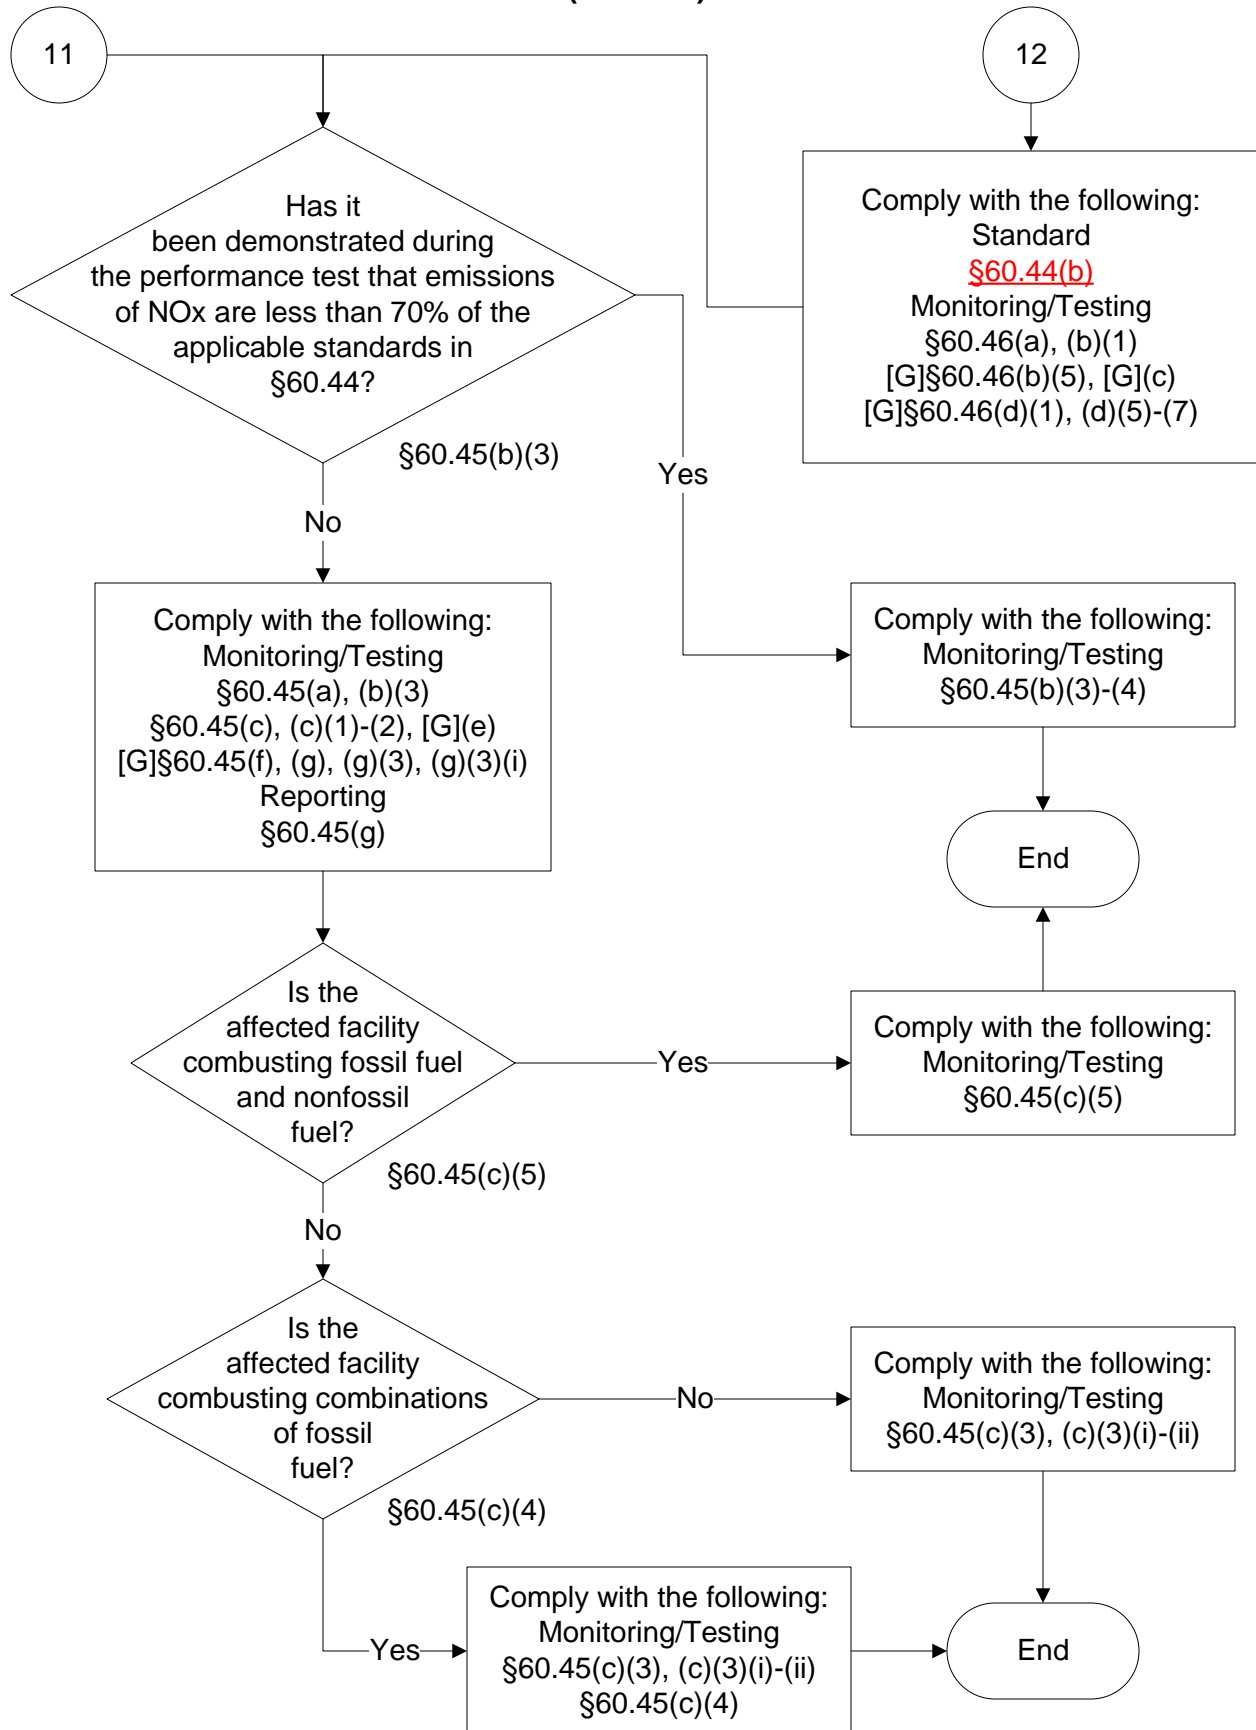 11
12
Has it
been demonstrated during
the performance test that emissions
of NOx are less than 70% of the
applicable standards in
§60.44?
§60.45(b)(3)
Comply with the following:
Standard
§60.44(b)
Monitoring/Testing
§60.46(a), (b)(1)
[G]§60.46(b)(5), [G](c)
[G]§60.46(d)(1), (d)(5)-(7)
Yes
No
Comply with the following:
Monitoring/Testing
§60.45(a), (b)(3)
§60.45(c), (c)(1)-(2), [G](e)
[G]§60.45(f), (g), (g)(3), (g)(3)(i)
Reporting
§60.45(g)
Comply with the following:
Monitoring/Testing
§60.45(b)(3)-(4)
End
Is the
affected facility
combusting fossil fuel
and nonfossil
fuel?
§60.45(c)(5)
Yes
Comply with the following:
Monitoring/Testing
§60.45(c)(5)
No
Is the
affected facility
combusting combinations
of fossil
fuel?
§60.45(c)(4)
No
Comply with the following:
Monitoring/Testing
§60.45(c)(3), (c)(3)(i)-(ii)
Yes
Comply with the following:
Monitoring/Testing
§60.45(c)(3), (c)(3)(i)-(ii)
§60.45(c)(4)
End